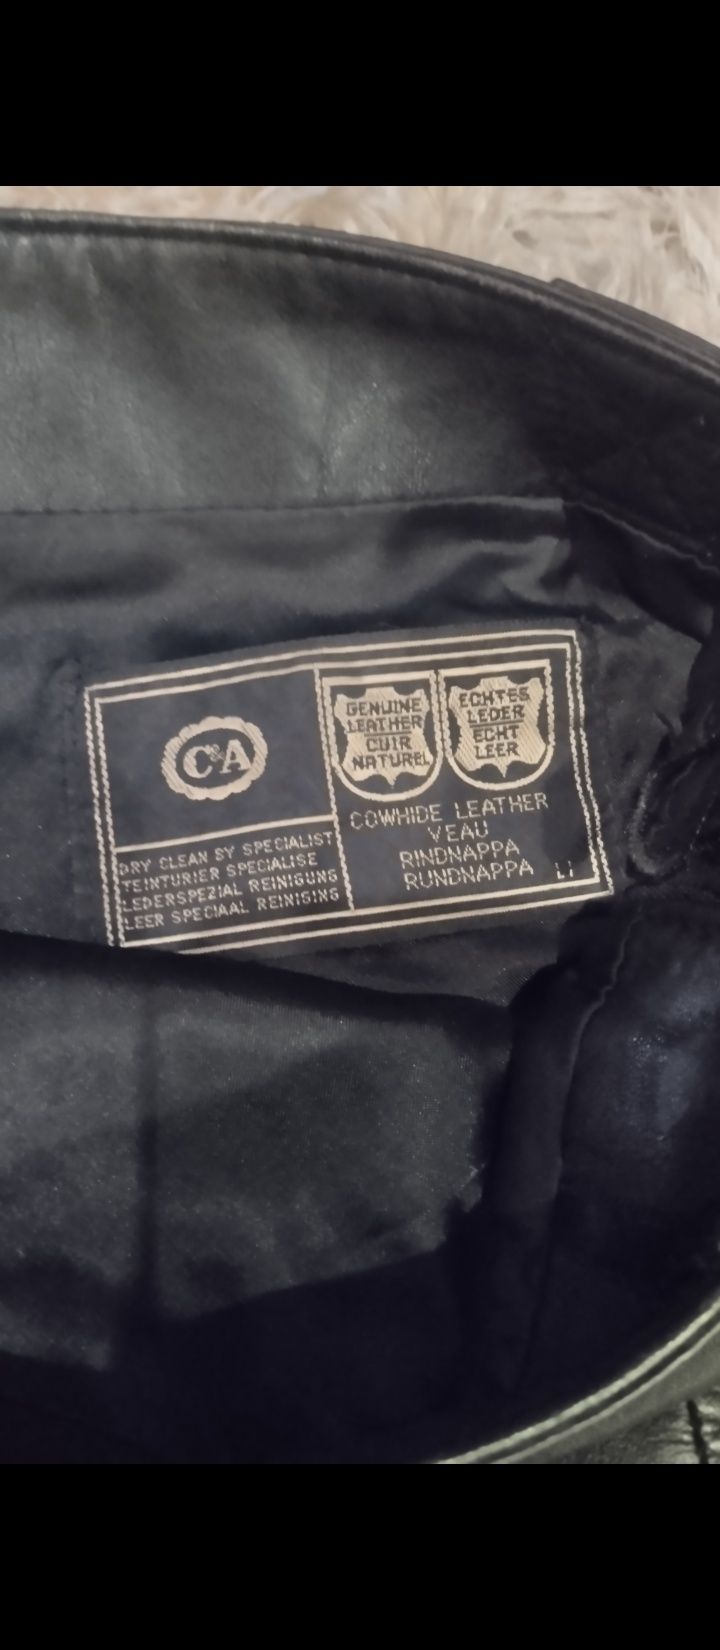 C&A
DRY CLEAN BY SPECIALIST
TEINTURIER SPECIALISE
LEDERSPEZIAL REINIGUNG
LEER SPECIAAL REINISING
GENUINE
LEATHER
CUIR
NATUREL
ECHTES
LEDER
ECHT
LEER
COWHIDE LEATHER
VEAU
RINDNAPPA
RUNDNAPPA